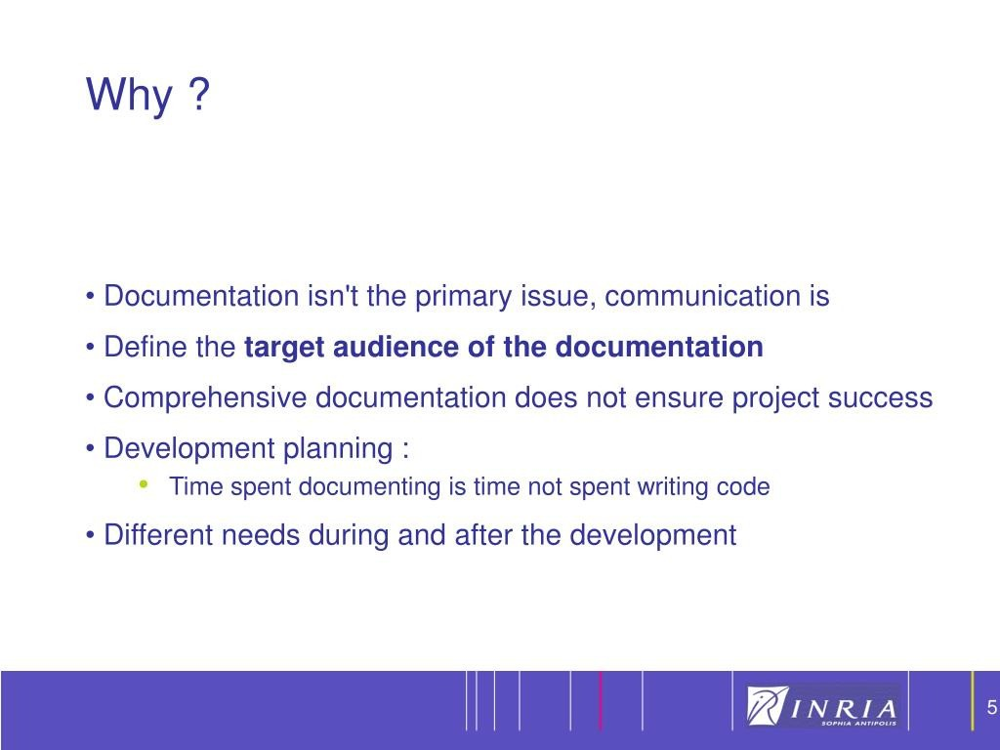 Why ?
• Documentation isn't the primary issue, communication is
• Define the target audience of the documentation
• Comprehensive documentation does not ensure project success
• Development planning :
• Time spent documenting is time not spent writing code
• Different needs during and after the development
INRIA
SOPHIA ANTIPOLIS
5